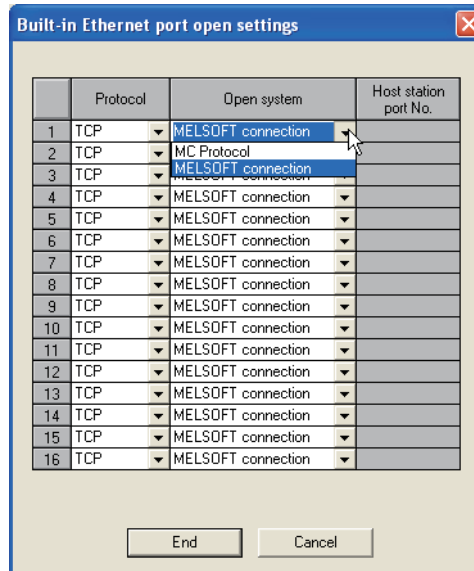 Built-in Ethernet port open settings
Protocol Open system Host station
port No.
1 TCP MELSOFT connection
2 TCP MC Protocol
3 TCP MELSOFT connection
4 TCP MELSOFT connection
5 TCP MELSOFT connection
6 TCP MELSOFT connection
7 TCP MELSOFT connection
8 TCP MELSOFT connection
9 TCP MELSOFT connection
10 TCP MELSOFT connection
11 TCP MELSOFT connection
12 TCP MELSOFT connection
13 TCP MELSOFT connection
14 TCP MELSOFT connection
15 TCP MELSOFT connection
16 TCP MELSOFT connection
End Cancel